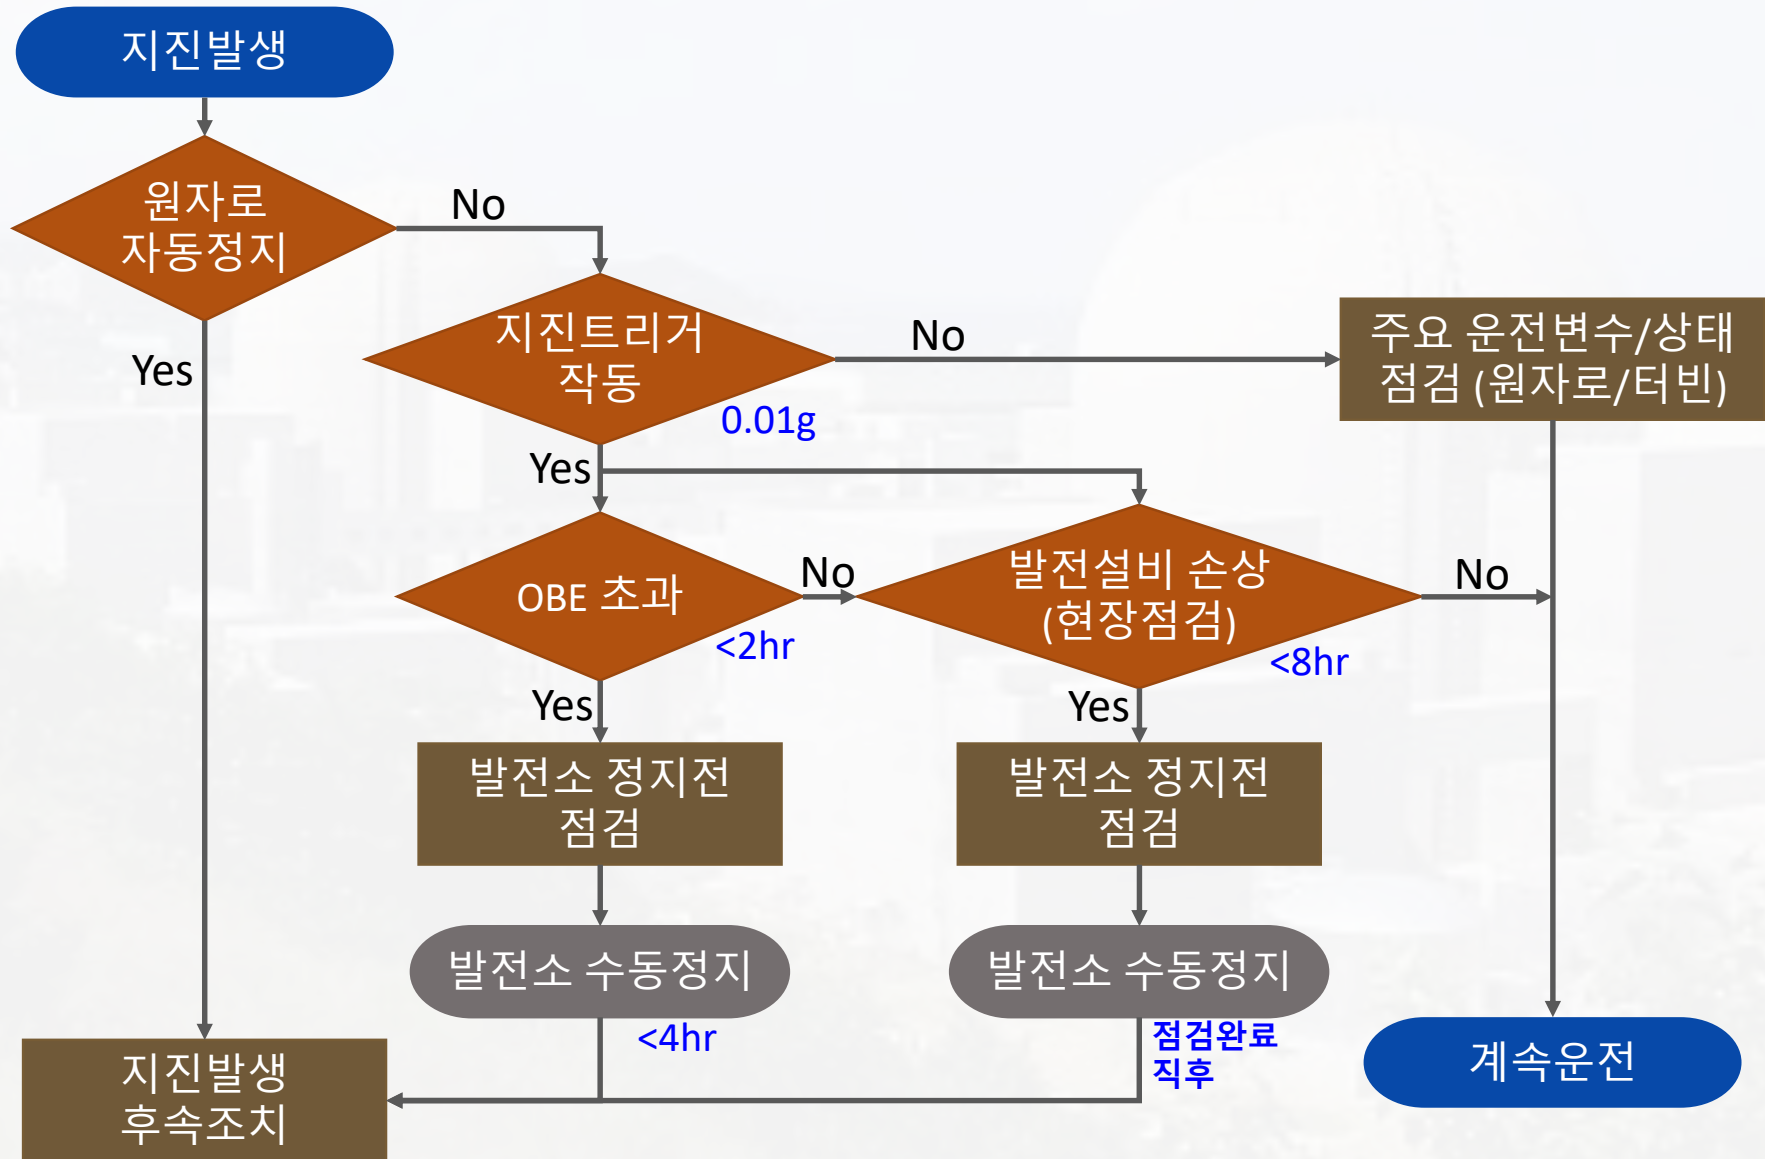 지진발생
원자로
자동정지
No
Yes
지진트리거
작동
0.01g
No
주요 운전변수/상태
점검 (원자로/터빈)
Yes
OBE 초과
<2hr
No
발전설비 손상
(현장점검)
<8hr
No
Yes
발전소 정지전
점검
Yes
발전소 정지전
점검
발전소 수동정지
<4hr
발전소 수동정지
점검완료
직후
지진발생
후속조치
계속운전